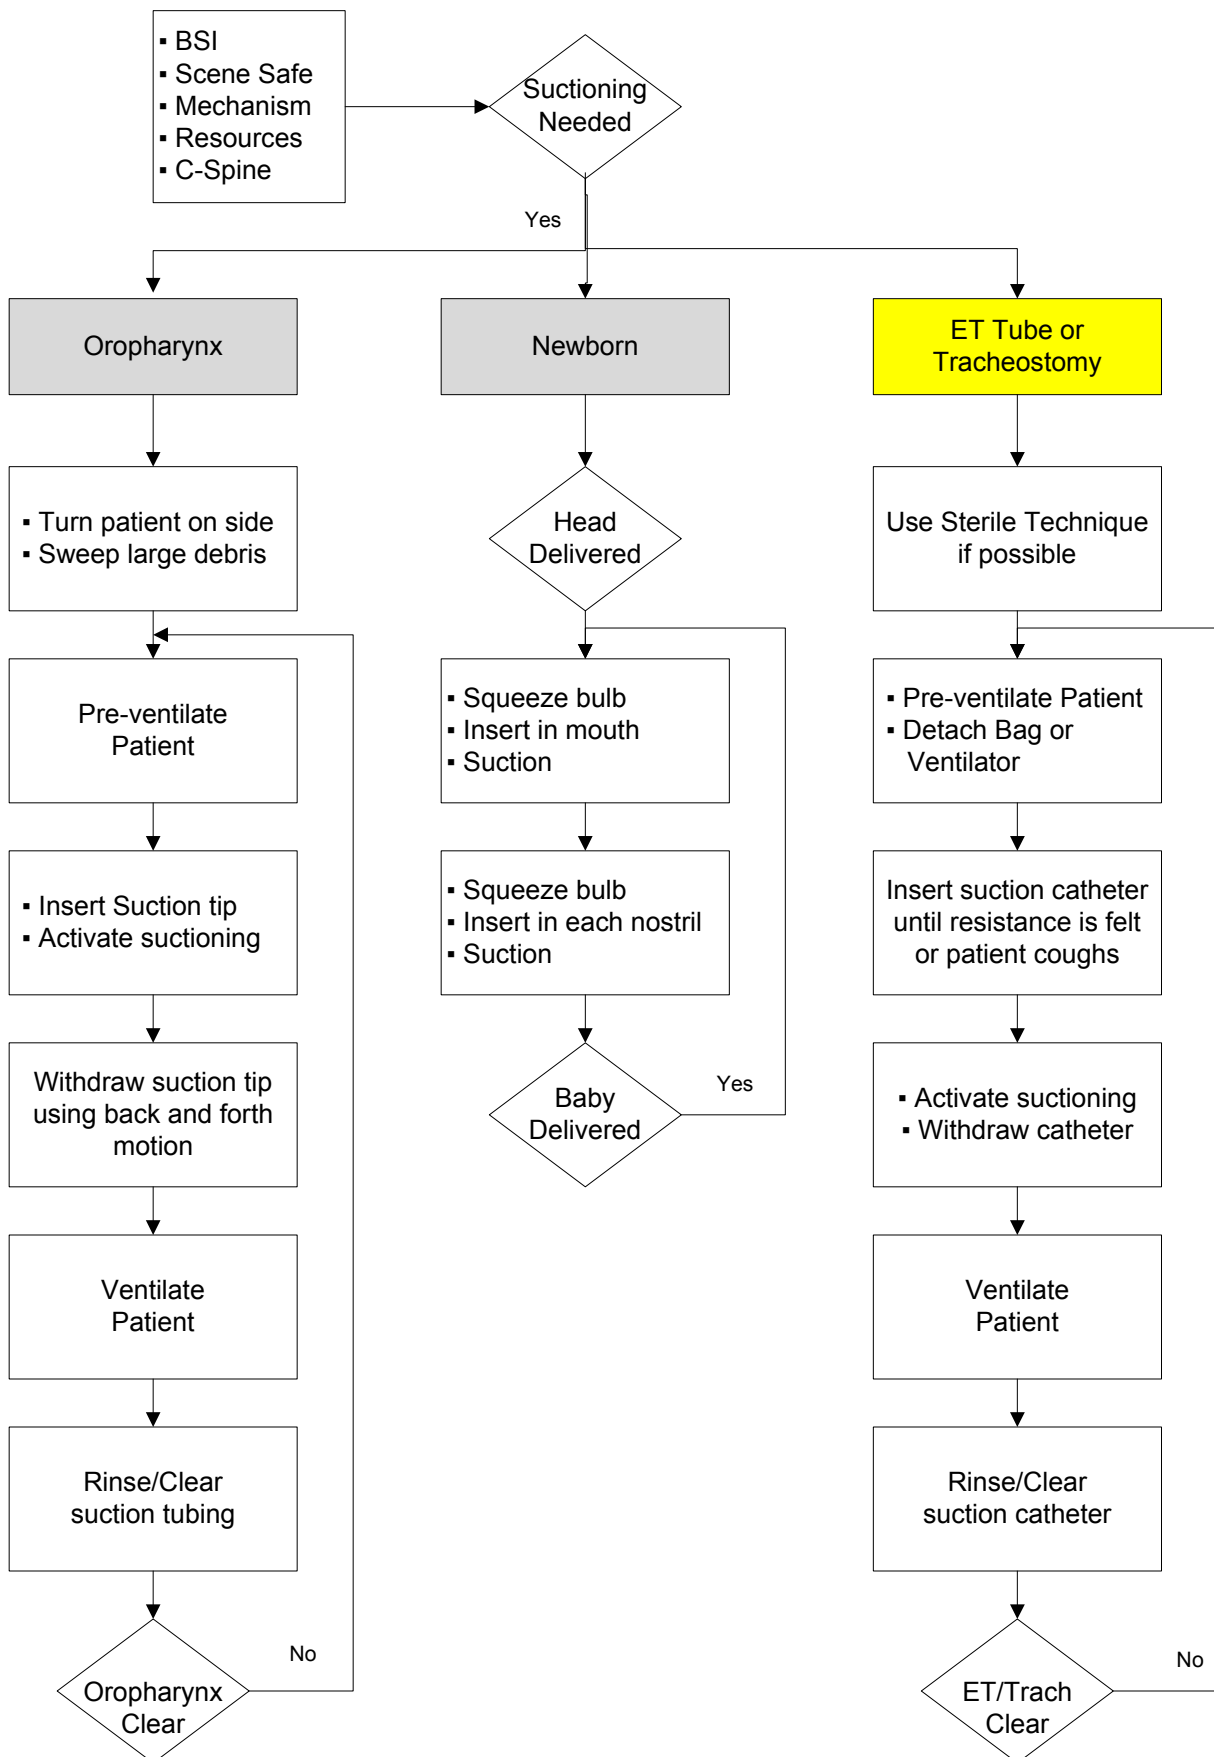 ▪ BSI
▪ Scene Safe
▪ Mechanism
▪ Resources
▪ C-Spine
Suctioning
Needed
Yes
Oropharynx
▪ Turn patient on side
▪ Sweep large debris
Pre-ventilate
Patient
▪ Insert Suction tip
▪ Activate suctioning
Withdraw suction tip
using back and forth
motion
Ventilate
Patient
Rinse/Clear
suction tubing
Oropharynx
Clear
No
Newborn
Head
Delivered
▪ Squeeze bulb
▪ Insert in mouth
▪ Suction
▪ Squeeze bulb
▪ Insert in each nostril
▪ Suction
Baby
Delivered
Yes
ET Tube or
Tracheostomy
Use Sterile Technique
if possible
▪ Pre-ventilate Patient
▪ Detach Bag or
Ventilator
Insert suction catheter
until resistance is felt
or patient coughs
▪ Activate suctioning
▪ Withdraw catheter
Ventilate
Patient
Rinse/Clear
suction catheter
ET/Trach
Clear
No